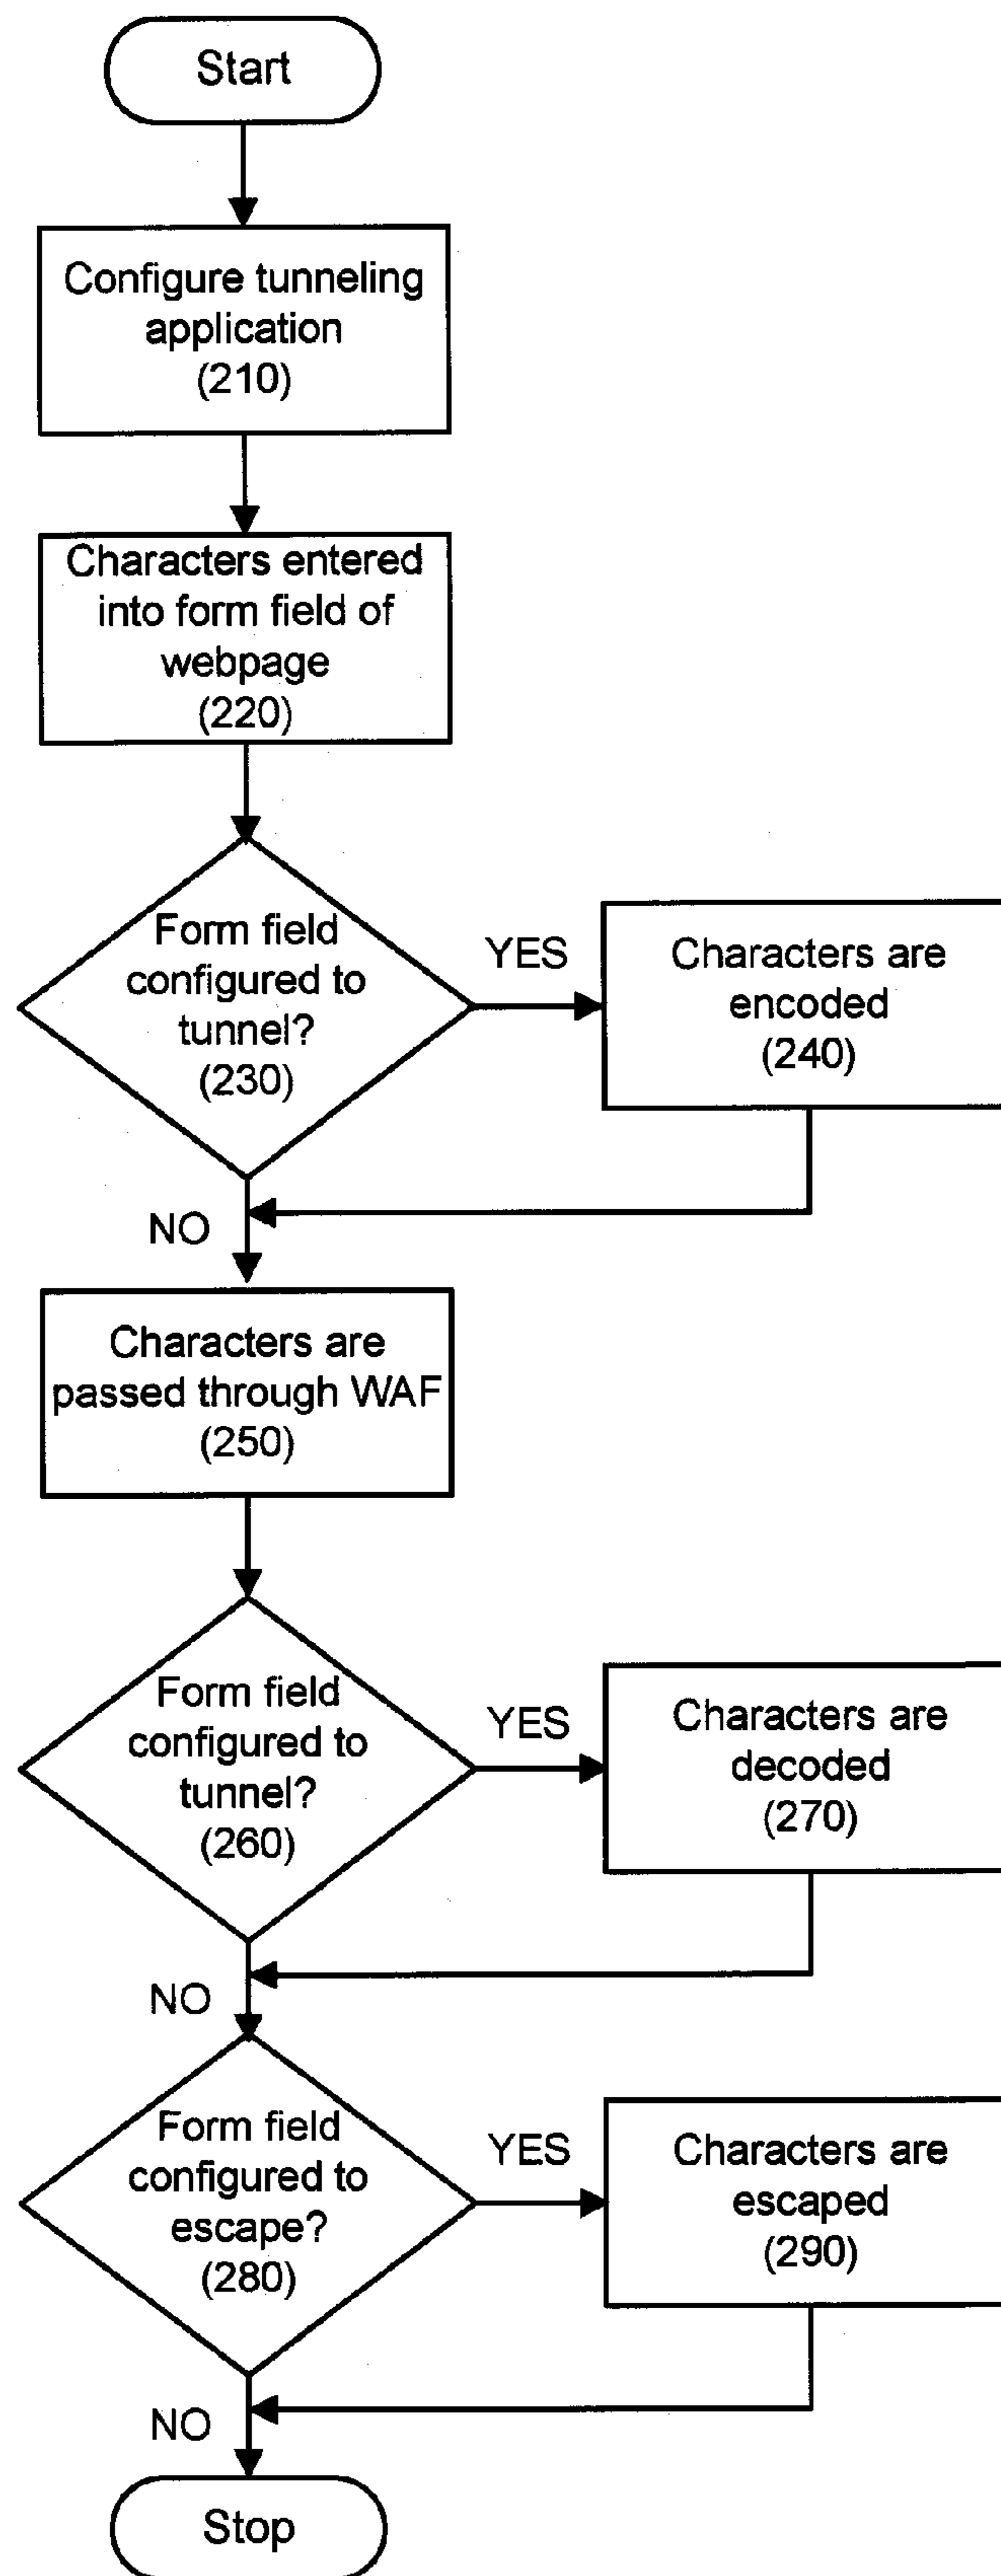 Start
Configure tunneling
application
(210)
Characters entered
into form field of
webpage
(220)
Form field
configured to
tunnel?
(230)
YES
Characters are
encoded
(240)
NO
Characters are
passed through WAF
(250)
Form field
configured to
tunnel?
(260)
YES
Characters are
decoded
(270)
NO
Form field
configured to
escape?
(280)
YES
Characters are
escaped
(290)
NO
Stop